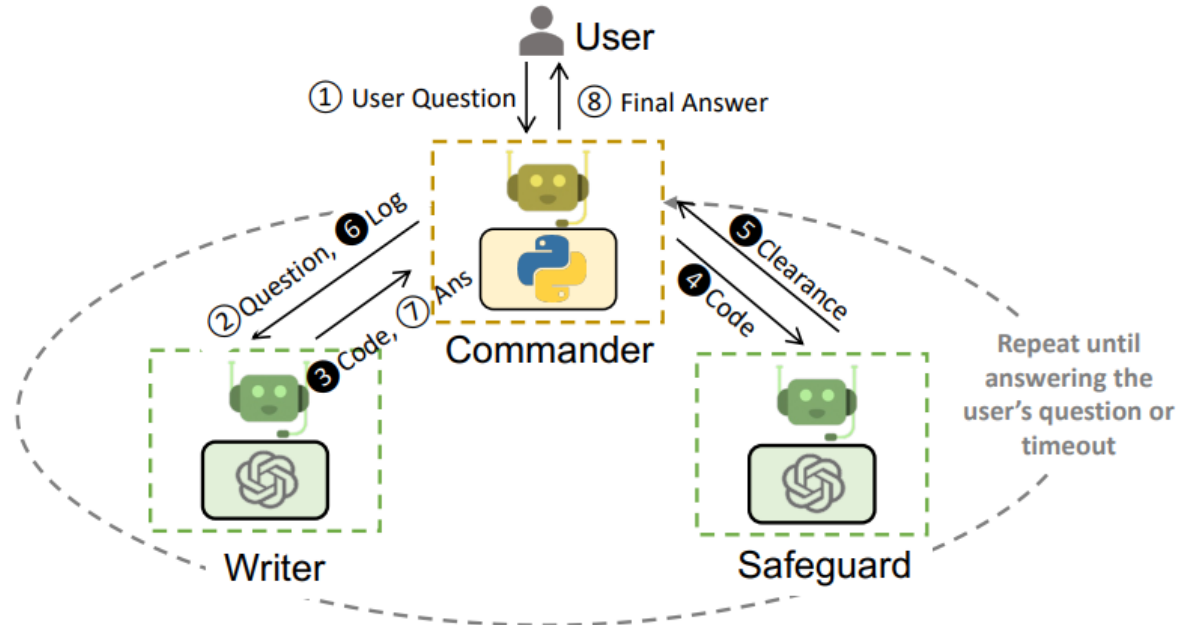 User
① User Question
⑧ Final Answer
② Question, ❻ Log
❸ Code, ⑦ Ans
Commander
❺ Clearance
❹ Code
Repeat until
answering the
user’s question or
timeout
Writer
Safeguard